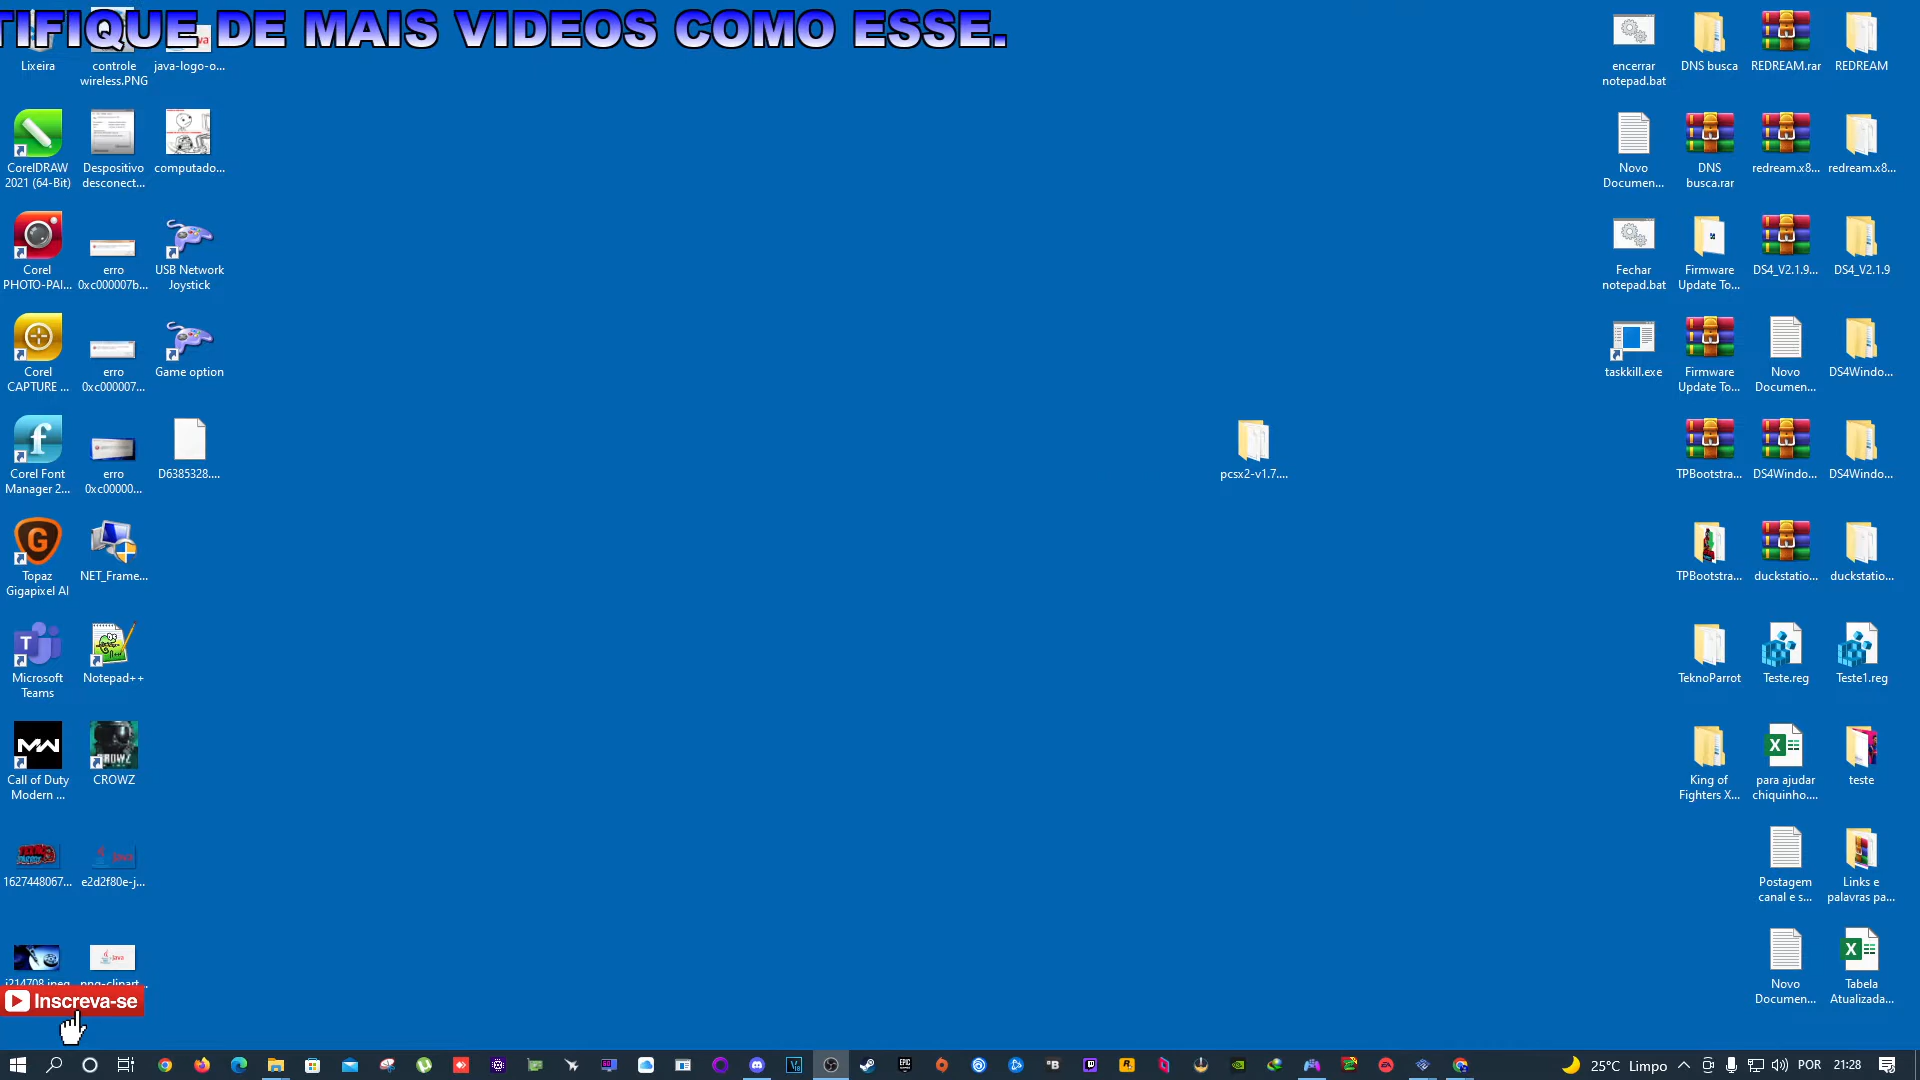 TIFIQUE DE MAIS VIDEOS COMO ESSE.
Lixeira
controle
wireless.PNG
java-logo-o...
encerrar
notepad.bat
DNS busca
REDREAM.rar
REDREAM
CorelDRAW
2021 (64-Bit)
Despositivo
desconect...
computado...
Novo
Documen...
DNS
busca.rar
redream.x8...
redream.x8...
Corel
PHOTO-PAI...
erro
0xc000007b...
USB Network
Joystick
Fechar
notepad.bat
Firmware
Update To...
DS4_V2.1.9...
DS4_V2.1.9
Corel
CAPTURE ...
erro
0xc000007...
Game option
taskkill.exe
Firmware
Update To...
Novo
Documen...
DS4Windo...
Corel Font
Manager 2...
erro
0xc00000...
D6385328....
pcsx2-v1.7....
TPBootstra...
DS4Windo...
DS4Windo...
Topaz
Gigapixel AI
NET_Frame...
TPBootstra...
duckstatio...
duckstatio...
Microsoft
Teams
Notepad++
TeknoParrot
Teste.reg
Teste1.reg
Call of Duty
Modern ...
CROWZ
King of
Fighters X...
para ajudar
chiquinho....
teste
1627448067...
e2d2f80e-j...
Postagem
canal e s...
Links e
palavras pa...
i214708.jpeg
png-clipart...
Novo
Documen...
Tabela
Atualizada...
Inscreva-se
25°C Limpo
POR
21:28